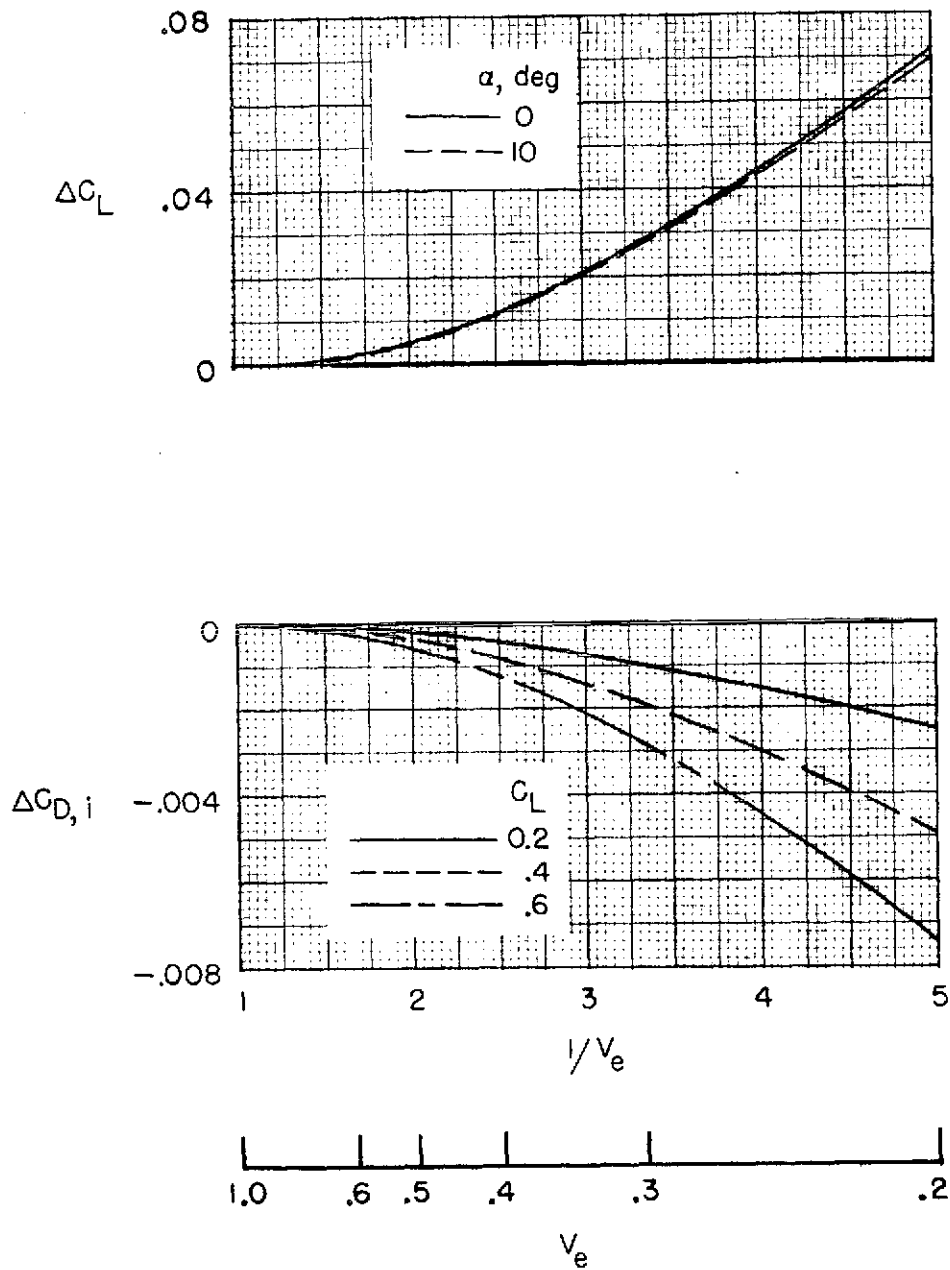 .08
α, deg
0
10
ΔC_L
.04
0
0
ΔC_D,i
-.004
C_L
0.2
.4
.6
-.008
1 2 3 4 5
1/V_e
1.0 .6 .5 .4 .3 .2
V_e